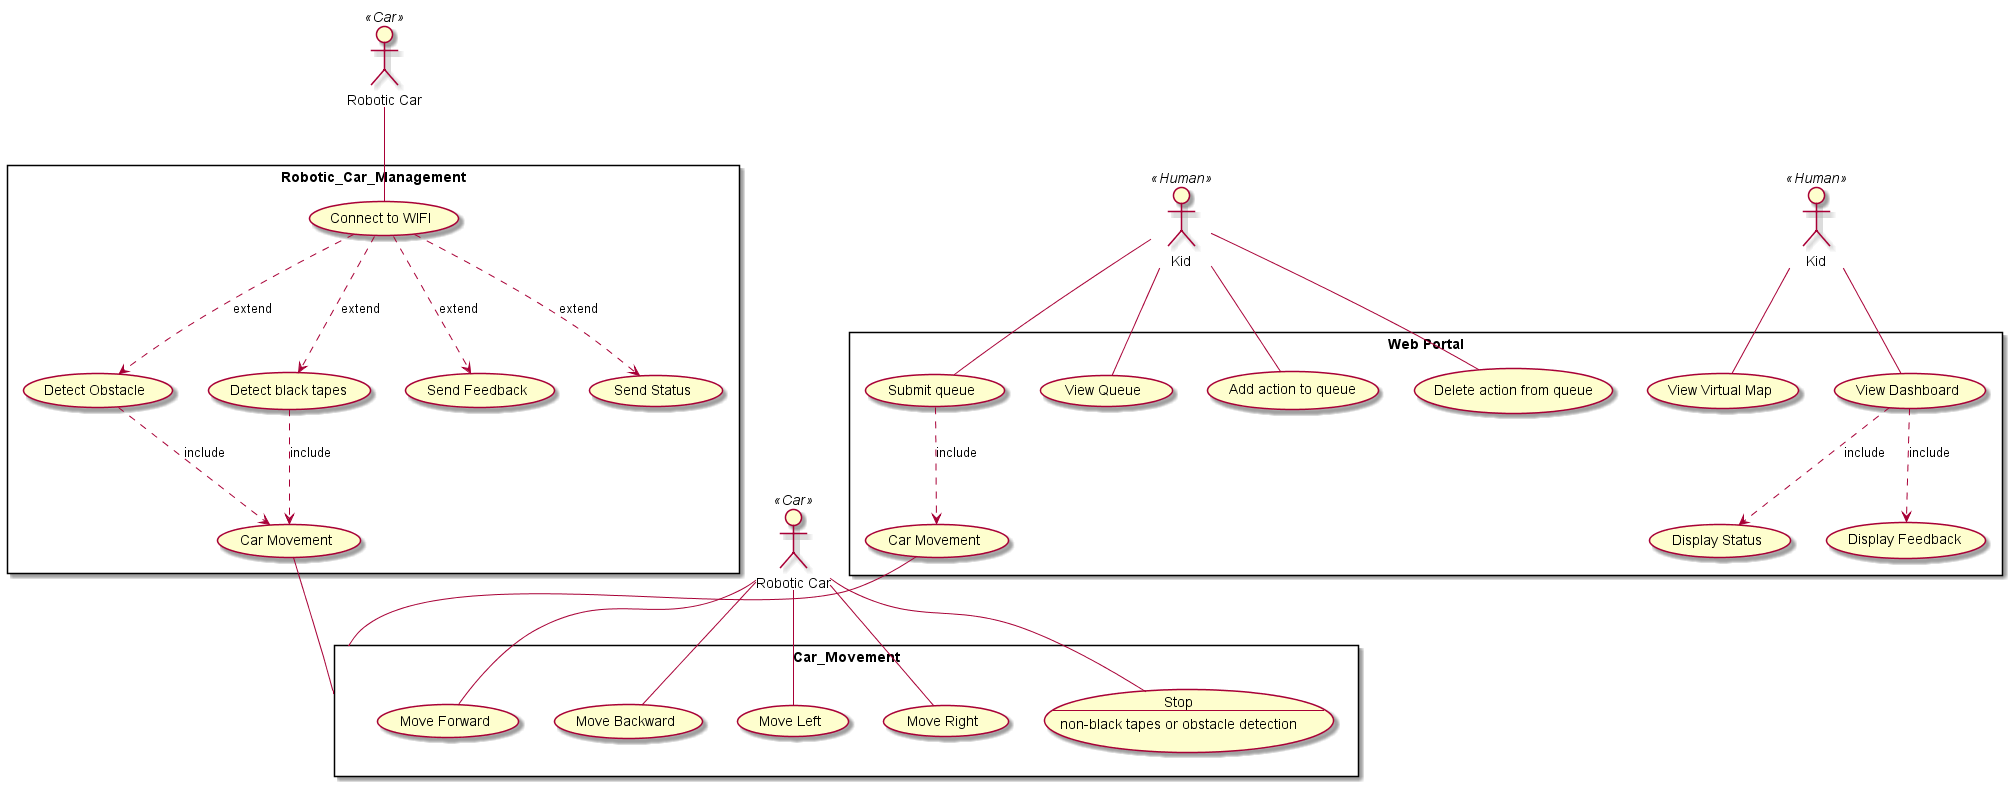 «Car»
Robotic Car
Robotic_Car_Management
Connect to WIFI
extend
extend
extend
extend
Detect Obstacle
Detect black tapes
Send Feedback
Send Status
include
include
Car Movement
«Human»
Kid
«Human»
Kid
Web Portal
Submit queue
View Queue
Add action to queue
Delete action from queue
View Virtual Map
View Dashboard
include
include
include
Car Movement
Display Status
Display Feedback
«Car»
Robotic Car
Car_Movement
Move Forward
Move Backward
Move Left
Move Right
Stop
non-black tapes or obstacle detection